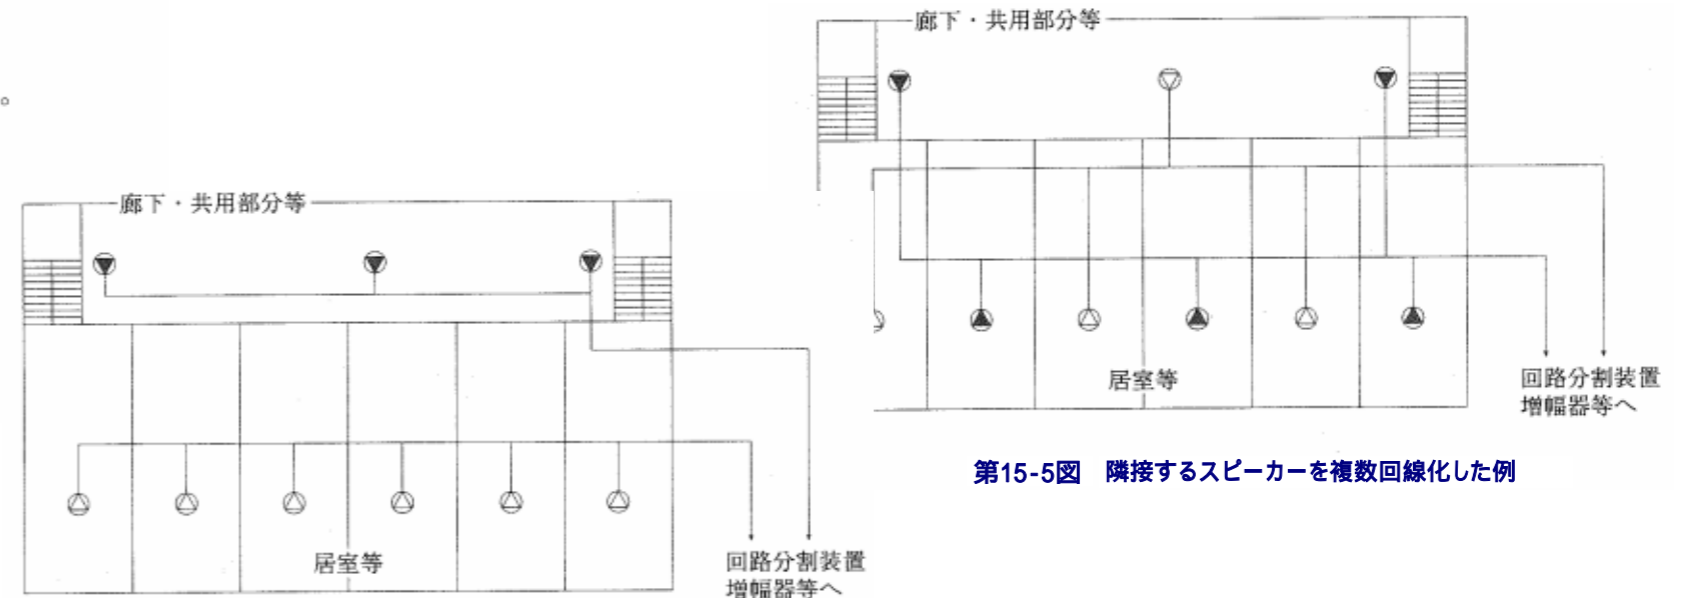 。
廊下・共用部分等
居室等
回路分割装置
増幅器等へ
廊下・共用部分等
居室等
回路分割装置
増幅器等へ
第15-5図 隣接するスピーカーを複数回線化した例